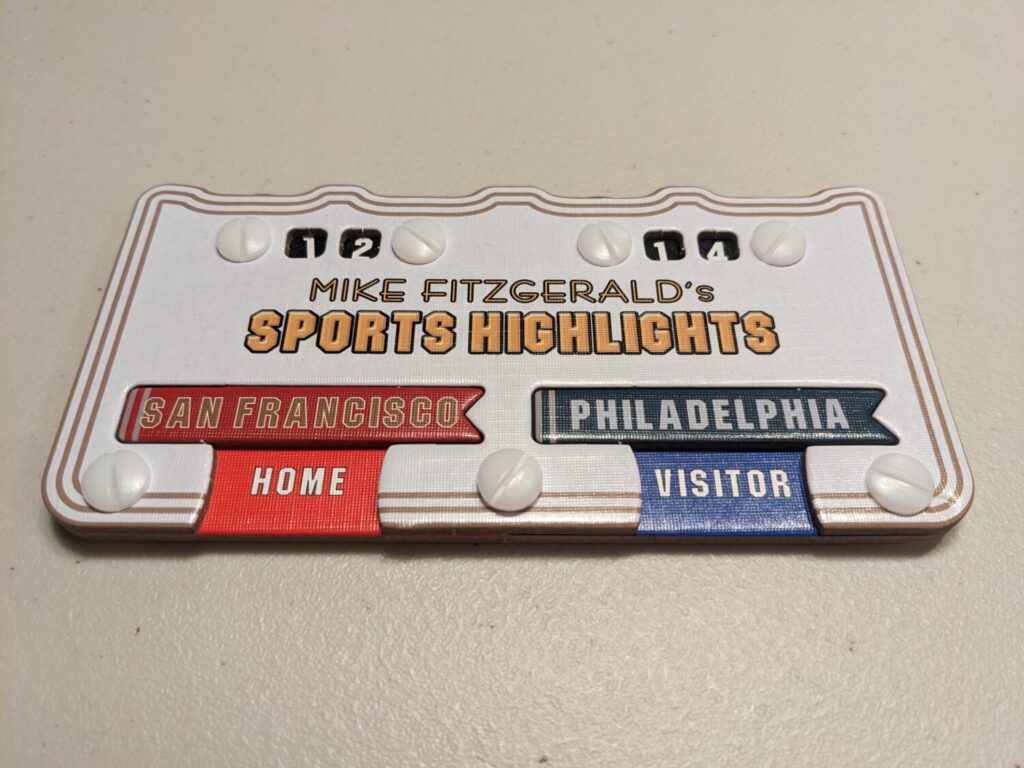 12 14
MIKE FITZGERALD's
SPORTS HIGHLIGHTS
SAN FRANCISCO PHILADELPHIA
HOME VISITOR